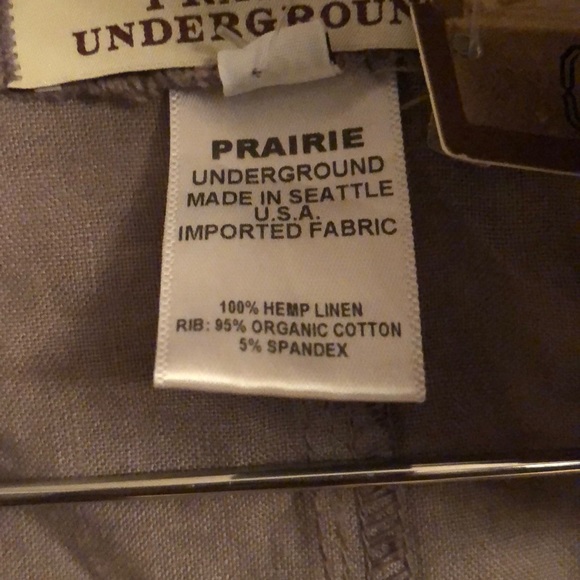 UNDERGROUN
PRAIRIE
UNDERGROUND
MADE IN SEATTLE
U.S.A.
IMPORTED FABRIC
100% HEMP LINEN
RIB: 95% ORGANIC COTTON
5% SPANDEX